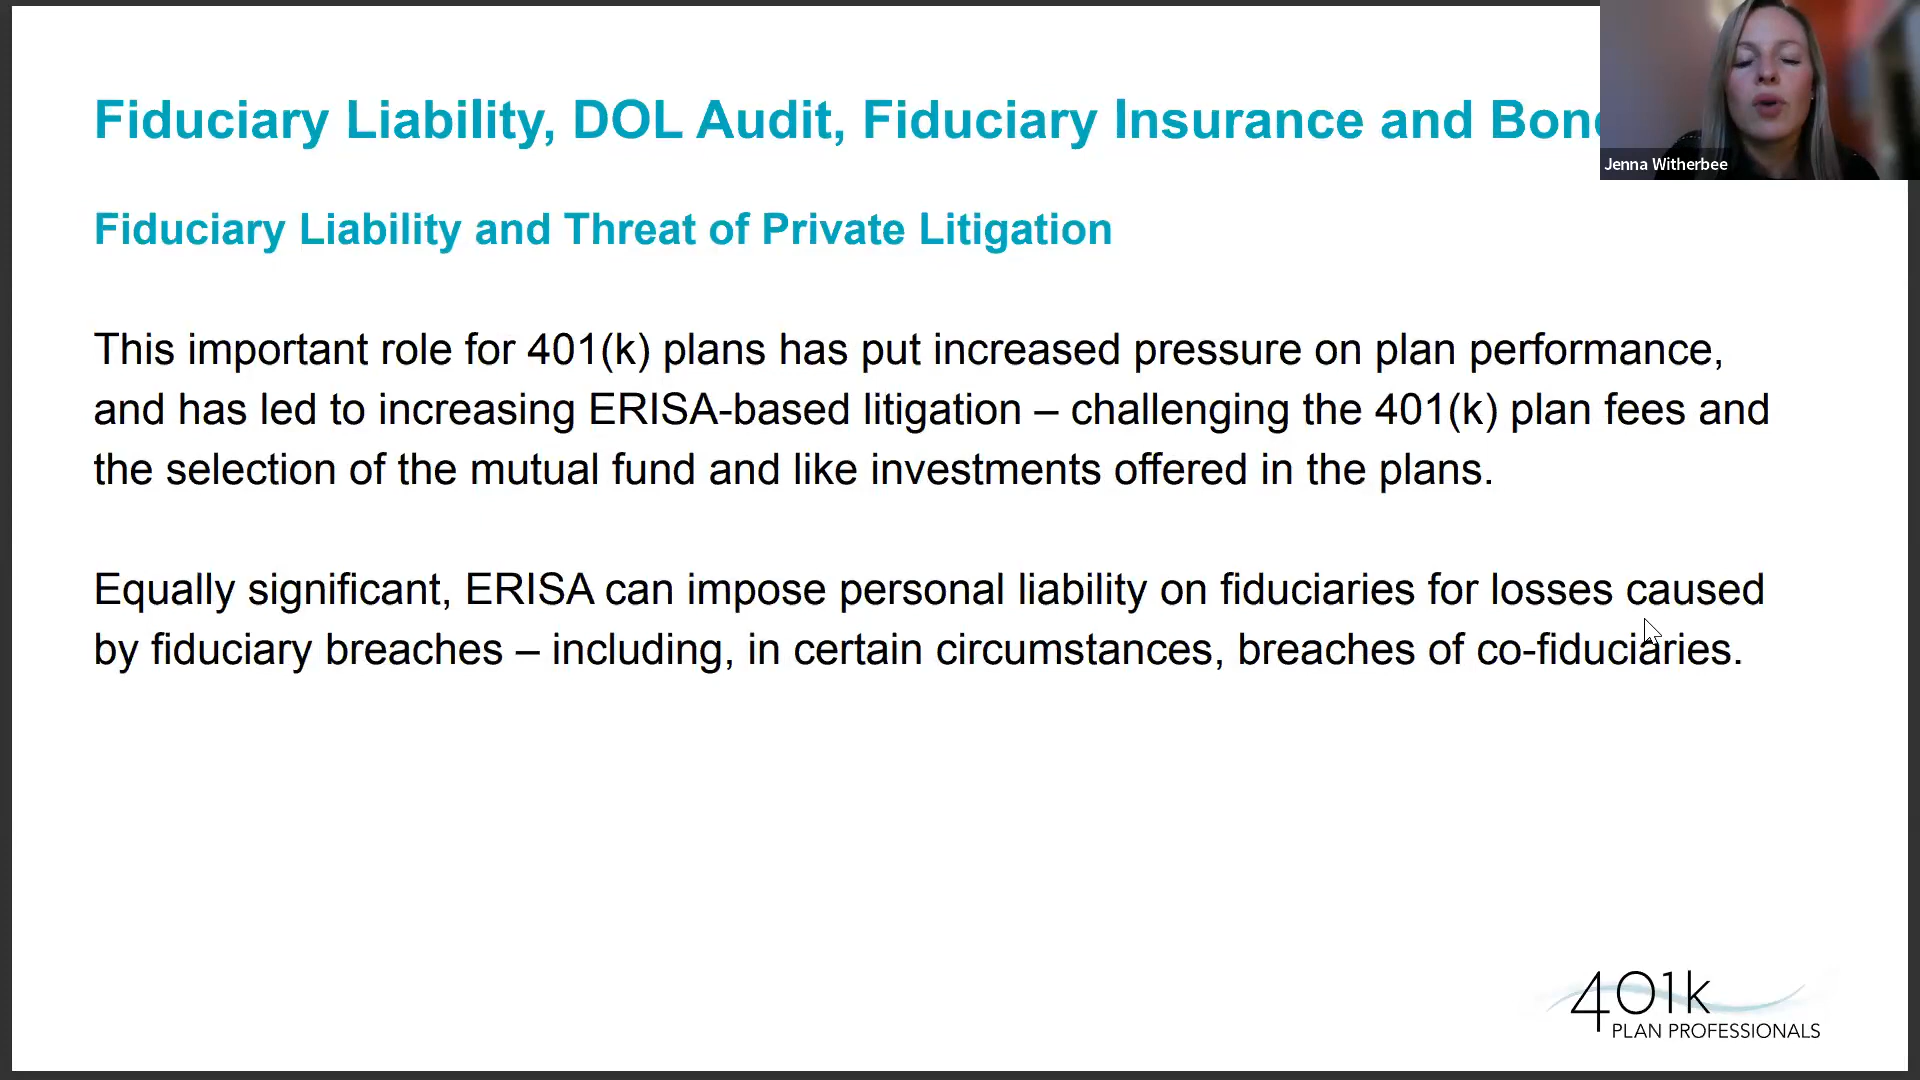 Fiduciary Liability, DOL Audit, Fiduciary Insurance and
Jenna Witherbee
Fiduciary Liability and Threat of Private Litigation
This important role for 401(k) plans has put increased pressure on plan performance,
and has led to increasing ERISA-based litigation – challenging the 401(k) plan fees and
the selection of the mutual fund and like investments offered in the plans.
Equally significant, ERISA can impose personal liability on fiduciaries for losses caused
by fiduciary breaches – including, in certain circumstances, breaches of co-fiduciaries.
401k
PLAN PROFESSIONALS